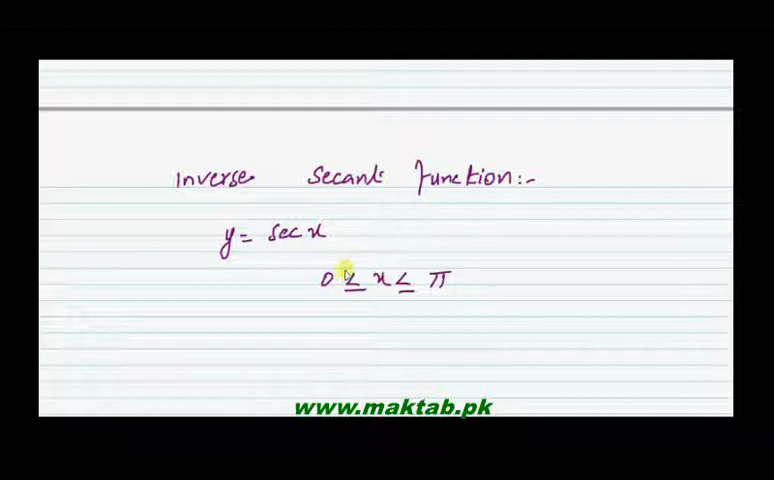 Inverse Secant function:-
y = sec x
0 ≤ x ≤ π
www.maktab.pk